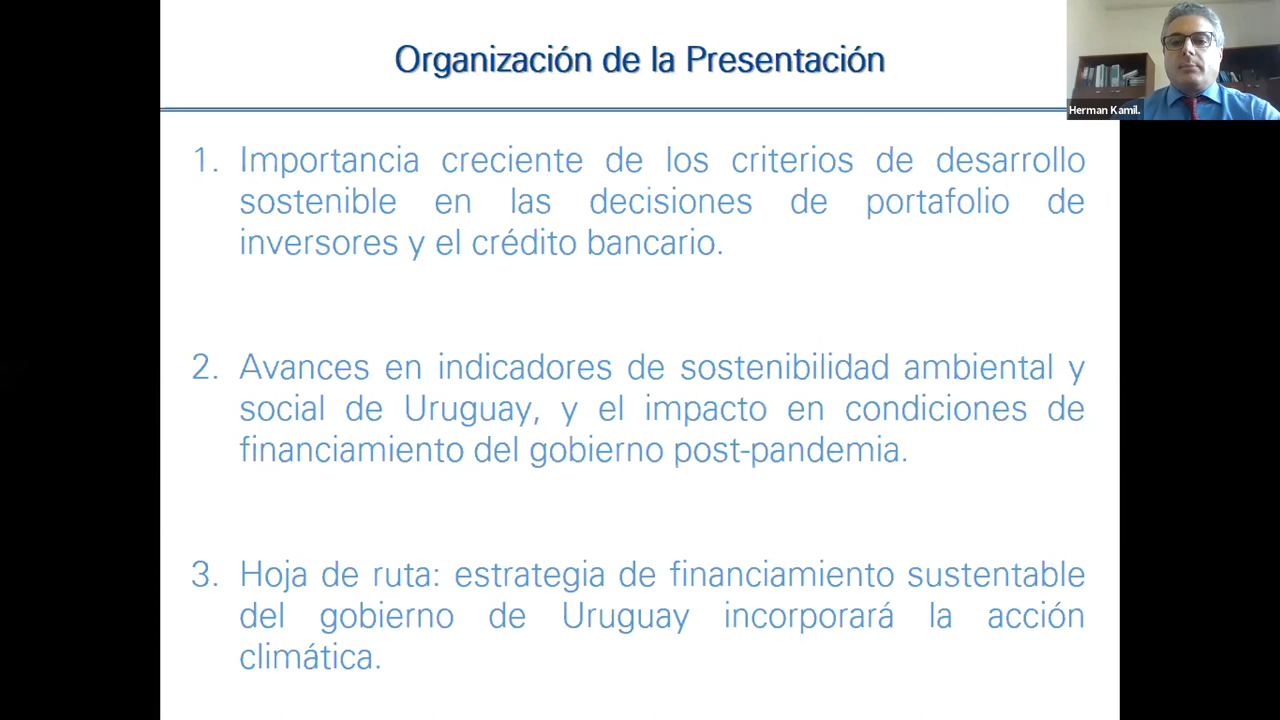 Organización de la Presentación
Herman Kamil.
1. Importancia creciente de los criterios de desarrollo
sostenible en las decisiones de portafolio de
inversores y el crédito bancario.
2. Avances en indicadores de sostenibilidad ambiental y
social de Uruguay, y el impacto en condiciones de
financiamiento del gobierno post-pandemia.
3. Hoja de ruta: estrategia de financiamiento sustentable
del gobierno de Uruguay incorporará la acción
climática.